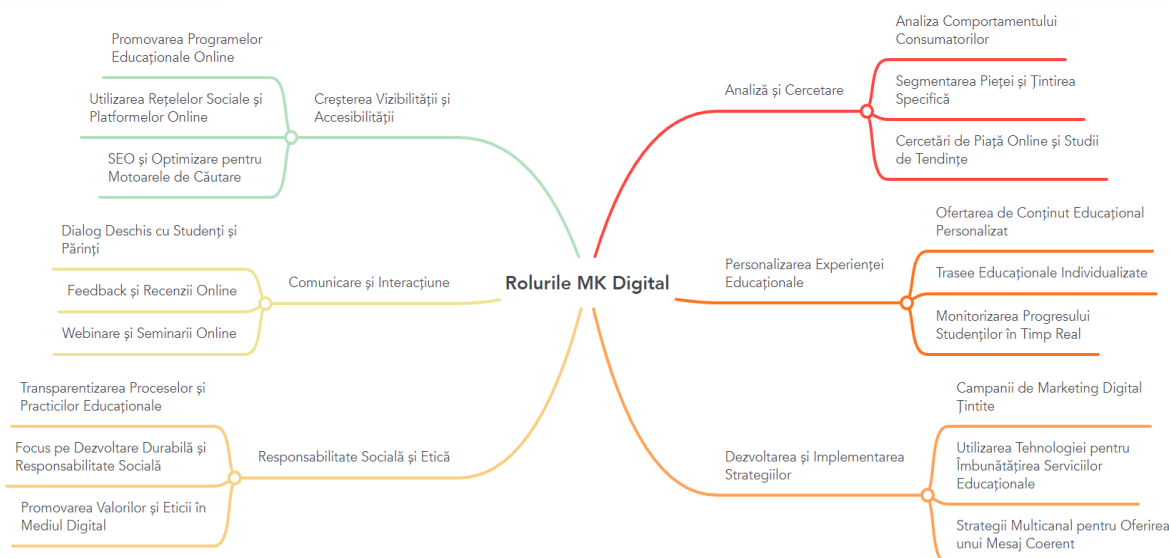 Promovarea Programelor
Educaționale Online
Utilizarea Rețelelor Sociale și
Platformelor Online
SEO și Optimizare pentru
Motoarele de Căutare
Creșterea Vizibilității și
Accesibilității
Dialog Deschis cu Studenți și
Părinți
Feedback și Recenzii Online
Webinare și Seminarii Online
Comunicare și Interacțiune
Transparentizarea Proceselor și
Practicilor Educaționale
Focus pe Dezvoltare Durabilă și
Responsabilitate Socială
Promovarea Valorilor și Eticii în
Mediul Digital
Responsabilitate Socială și Etică
Rolurile MK Digital
Analiză și Cercetare
Analiza Comportamentului
Consumatorilor
Segmentarea Pieței și Țintirea
Specifică
Cercetări de Piață Online și Studii
de Tendințe
Personalizarea Experienței
Educaționale
Ofertarea de Conținut Educațional
Personalizat
Trasee Educaționale Individualizate
Monitorizarea Progresului
Studenților în Timp Real
Dezvoltarea și Implementarea
Strategiilor
Campanii de Marketing Digital
Țintite
Utilizarea Tehnologiei pentru
Îmbunătățirea Serviciilor
Educaționale
Strategii Multicanal pentru Oferirea
unui Mesaj Coerent